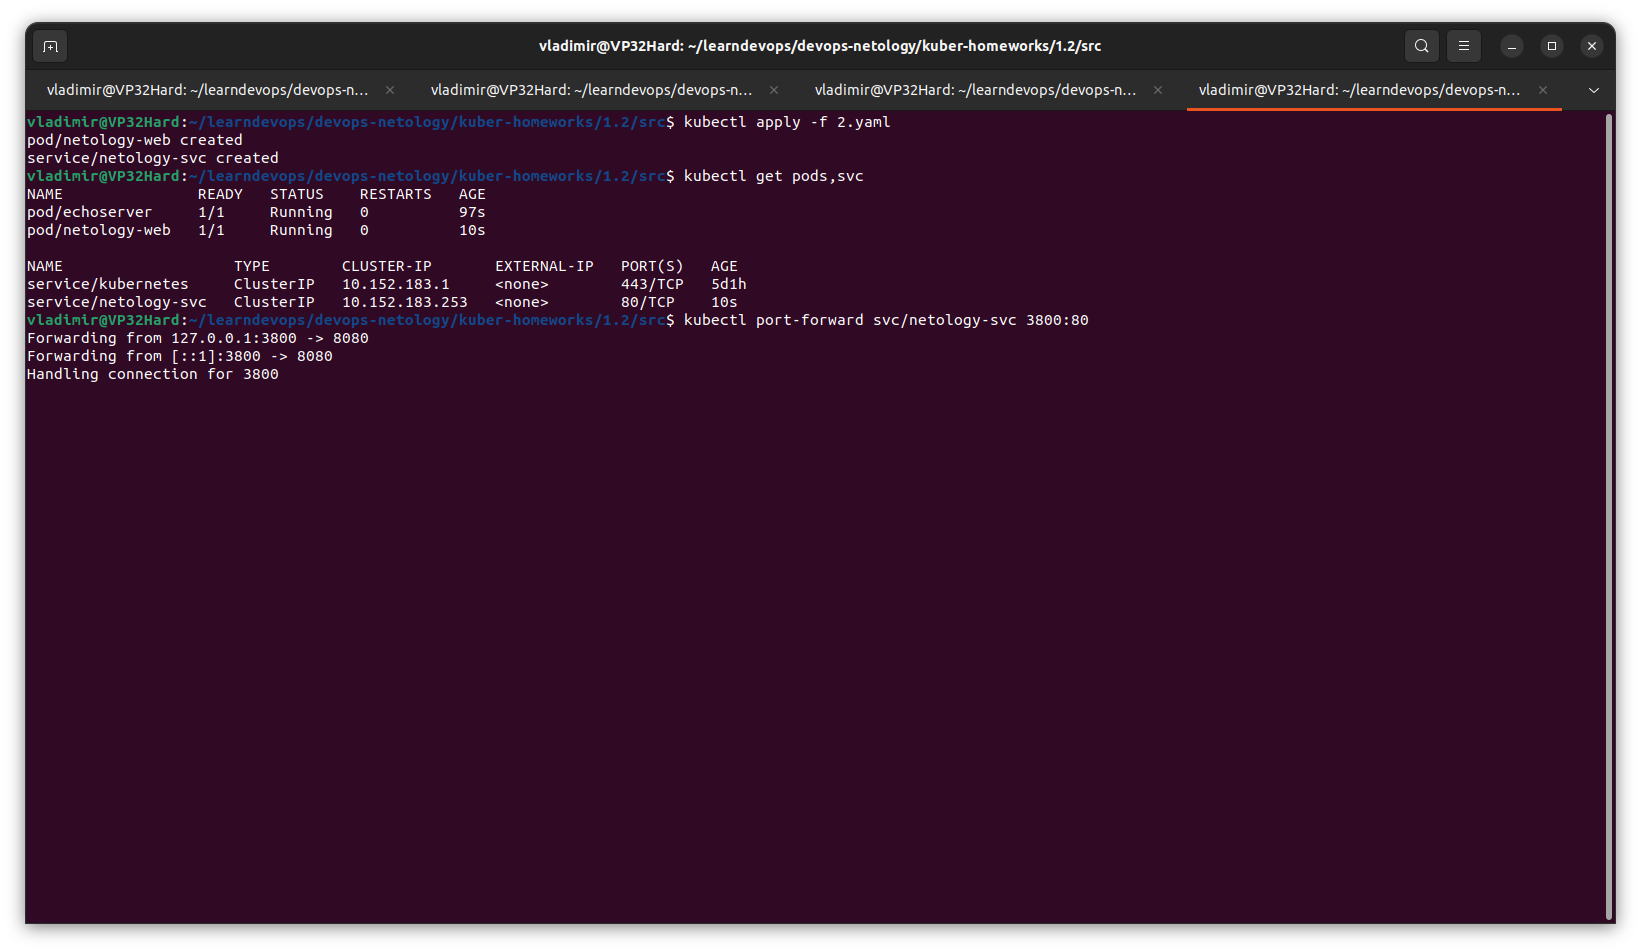 vladimir@VP32Hard: ~/learndevops/devops-netology/kuber-homeworks/1.2/src
vladimir@VP32Hard: ~/learndevops/devops-n... vladimir@VP32Hard: ~/learndevops/devops-n... vladimir@VP32Hard: ~/learndevops/devops-n... vladimir@VP32Hard: ~/learndevops/devops-n...
vladimir@VP32Hard:~/learndevops/devops-netology/kuber-homeworks/1.2/src$ kubectl apply -f 2.yaml
pod/netology-web created
service/netology-svc created
vladimir@VP32Hard:~/learndevops/devops-netology/kuber-homeworks/1.2/src$ kubectl get pods,svc
NAME               READY   STATUS    RESTARTS   AGE
pod/echoserver     1/1     Running   0          97s
pod/netology-web   1/1     Running   0          10s
NAME                   TYPE        CLUSTER-IP       EXTERNAL-IP   PORT(S)   AGE
service/kubernetes     ClusterIP   10.152.183.1     <none>        443/TCP   5d1h
service/netology-svc   ClusterIP   10.152.183.253   <none>        80/TCP    10s
vladimir@VP32Hard:~/learndevops/devops-netology/kuber-homeworks/1.2/src$ kubectl port-forward svc/netology-svc 3800:80
Forwarding from 127.0.0.1:3800 -> 8080
Forwarding from [::1]:3800 -> 8080
Handling connection for 3800